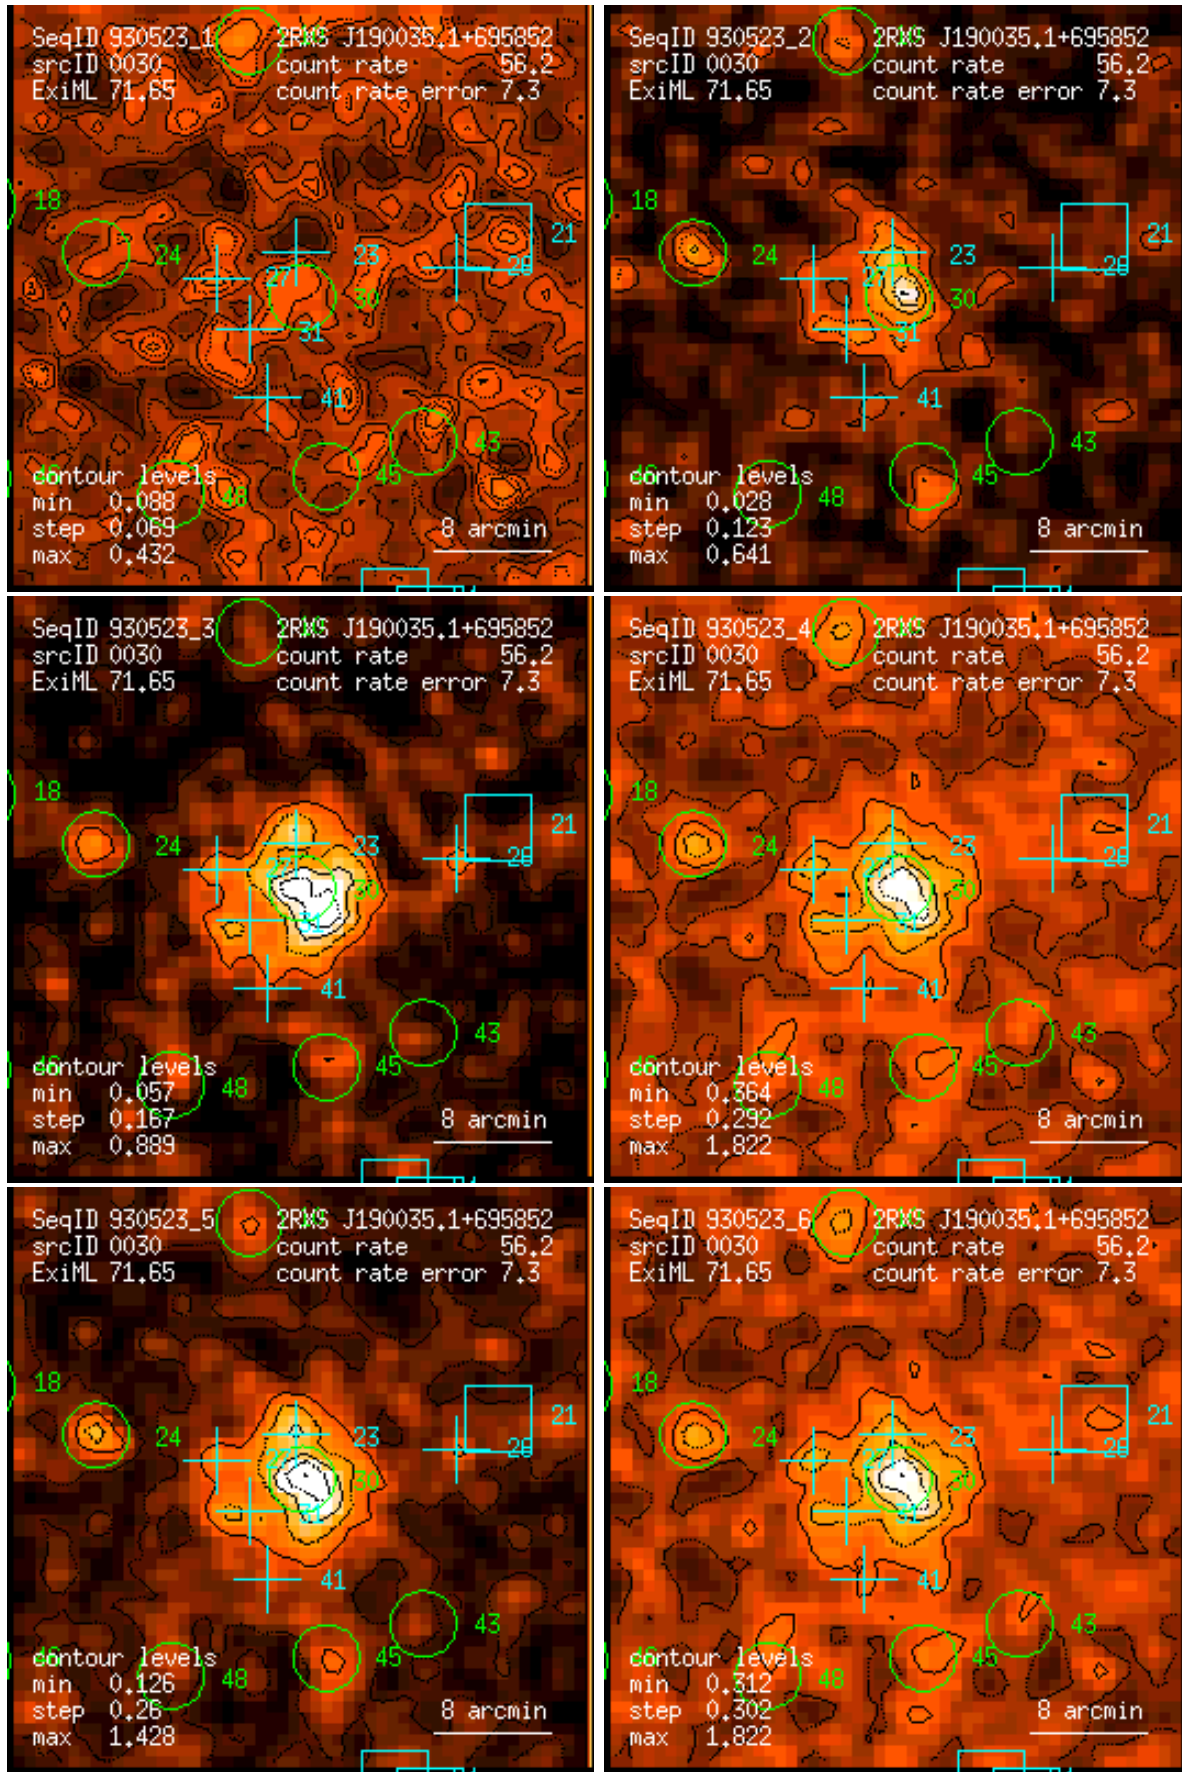 SeqID 930523_1 2RXS J190035.1+695852
srcID 0030 count rate 56.2
ExiML 71.65 count rate error 7.3
18
24
23
21
28
27
30
31
41
43
45
48
contour levels
min 0.088
step 0.069
max 0.432
8 arcmin
SeqID 930523_2 2RXS J190035.1+695852
srcID 0030 count rate 56.2
ExiML 71.65 count rate error 7.3
18
24
23
21
28
27
30
31
41
43
45
48
contour levels
min 0.028
step 0.123
max 0.641
8 arcmin
SeqID 930523_3 2RXS J190035.1+695852
srcID 0030 count rate 56.2
ExiML 71.65 count rate error 7.3
18
24
23
21
28
27
30
31
41
43
45
48
contour levels
min 0.057
step 0.167
max 0.889
8 arcmin
SeqID 930523_4 2RXS J190035.1+695852
srcID 0030 count rate 56.2
ExiML 71.65 count rate error 7.3
18
24
23
21
28
27
30
31
41
43
45
48
contour levels
min 0.364
step 0.292
max 1.822
8 arcmin
SeqID 930523_5 2RXS J190035.1+695852
srcID 0030 count rate 56.2
ExiML 71.65 count rate error 7.3
18
24
23
21
28
27
30
31
41
43
45
48
contour levels
min 0.126
step 0.26
max 1.428
8 arcmin
SeqID 930523_6 2RXS J190035.1+695852
srcID 0030 count rate 56.2
ExiML 71.65 count rate error 7.3
18
24
23
21
28
27
30
31
41
43
45
48
contour levels
min 0.312
step 0.302
max 1.822
8 arcmin